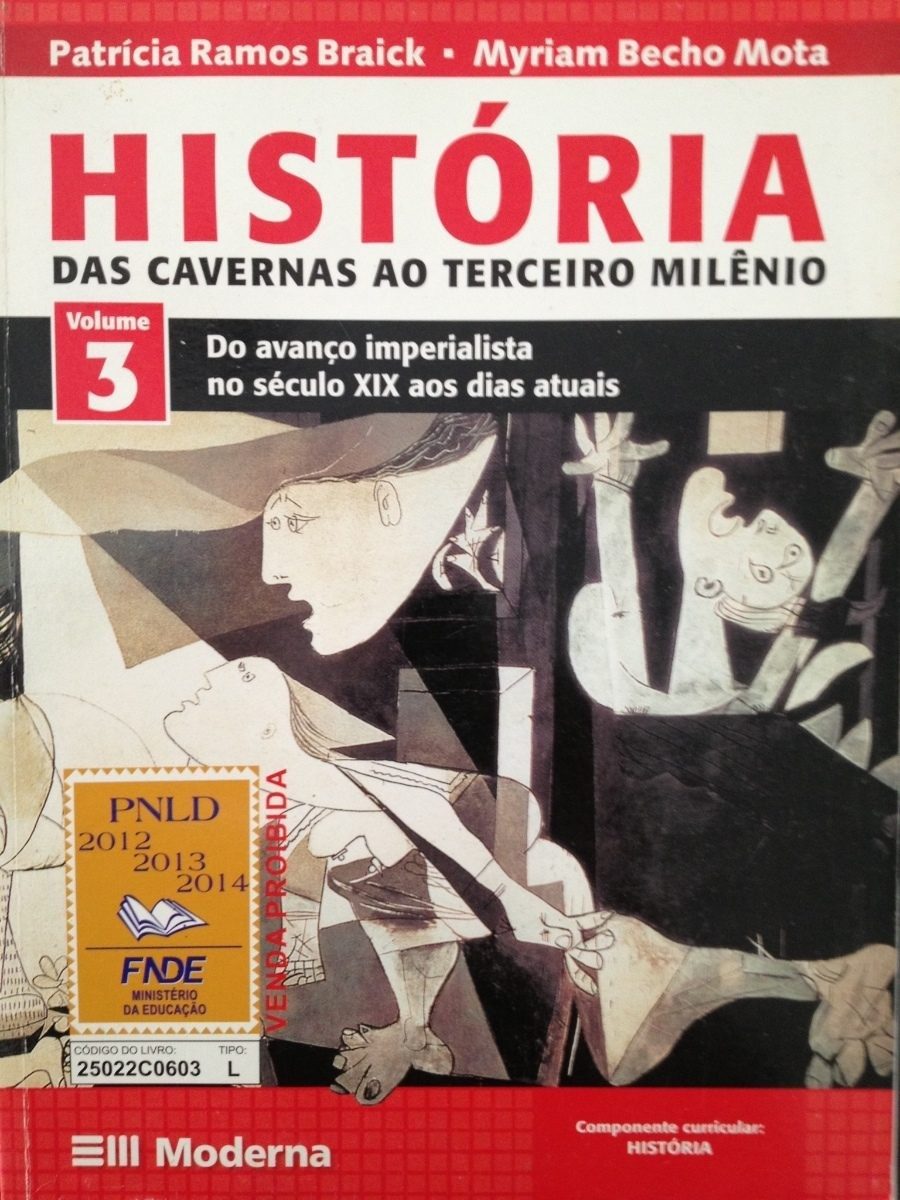 Patrícia Ramos Braick ▪ Myriam Becho Mota
HISTÓRIA
DAS CAVERNAS AO TERCEIRO MILÊNIO
Volume
3
Do avanço imperialista
no século XIX aos dias atuais
PNLD
2012
2013
2014
FNDE
MINISTÉRIO
DA EDUCAÇÃO
VENDA PROIBIDA
CÓDIGO DO LIVRO: TIPO:
25022C0603 L
Moderna
Componente curricular:
HISTÓRIA